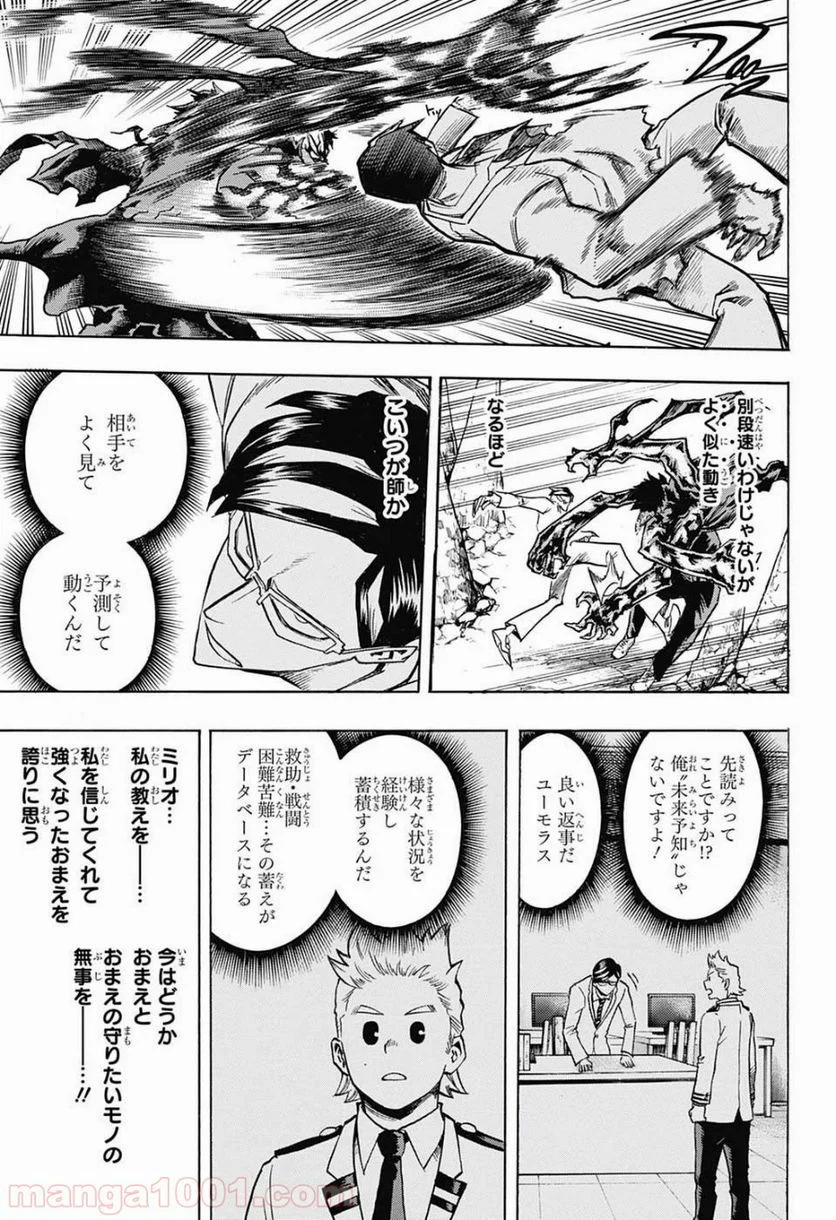 別段速いわけじゃないが
よく似た動き
なるほど
こいつが師か
相手を
よく見て
予測して
動くんだ
先読みって
ことですか!?
俺〝未来予知〟じゃ
ないですよ!
良い返事だ
ユーモラス
様々な状況を
経験し
蓄積するんだ
救助・戦闘
困難苦難…その蓄えが
データベースになる
ミリオ…
私の教えを――…
私を信じてくれて
強くなったおまえを
誇りに思う
今はどうか
おまえと
おまえの守りたいモノの
無事を――…!!
manga1001.com